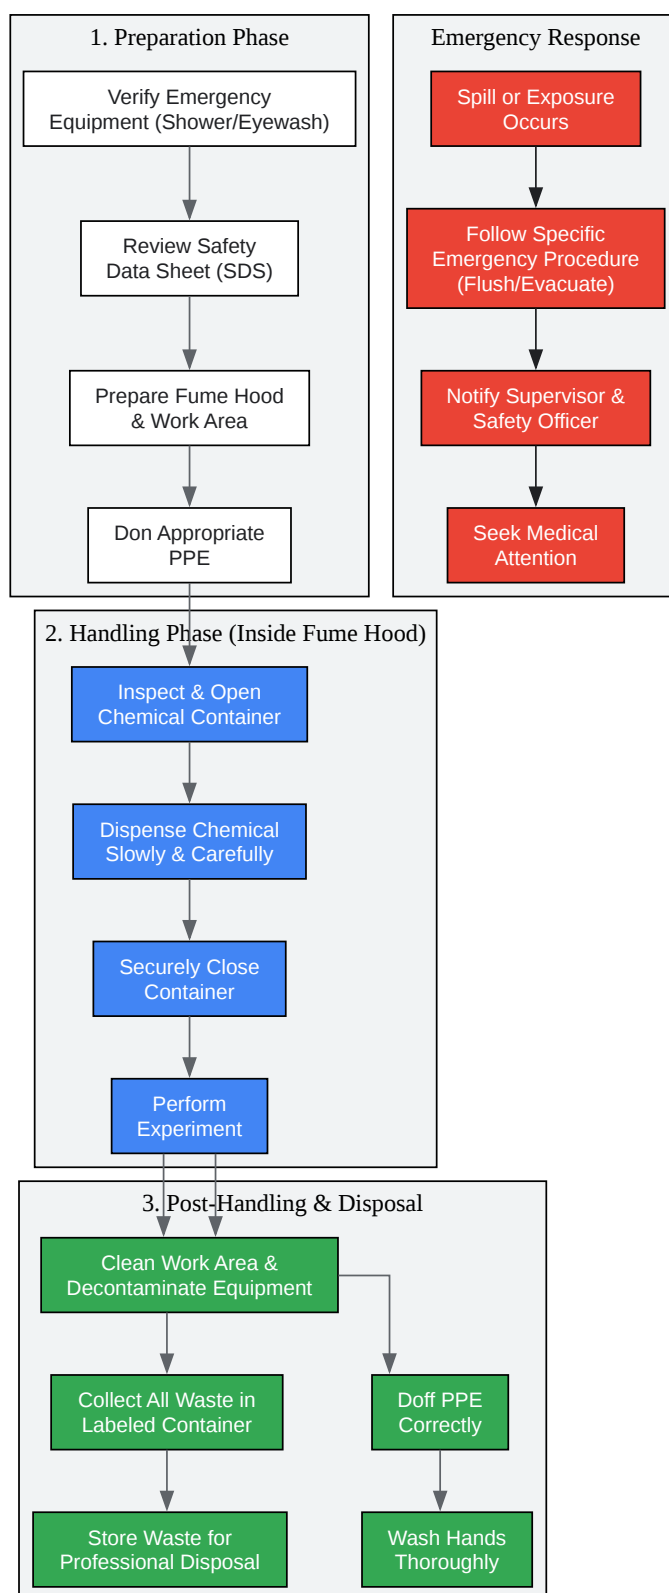 1. Preparation Phase
Verify Emergency
Equipment (Shower/Eyewash)
Review Safety
Data Sheet (SDS)
Prepare Fume Hood
& Work Area
Don Appropriate
PPE
Emergency Response
Spill or Exposure
Occurs
Follow Specific
Emergency Procedure
(Flush/Evacuate)
Notify Supervisor &
Safety Officer
Seek Medical
Attention
2. Handling Phase (Inside Fume Hood)
Inspect & Open
Chemical Container
Dispense Chemical
Slowly & Carefully
Securely Close
Container
Perform
Experiment
3. Post-Handling & Disposal
Clean Work Area &
Decontaminate Equipment
Collect All Waste in
Labeled Container
Store Waste for
Professional Disposal
Doff PPE
Correctly
Wash Hands
Thoroughly